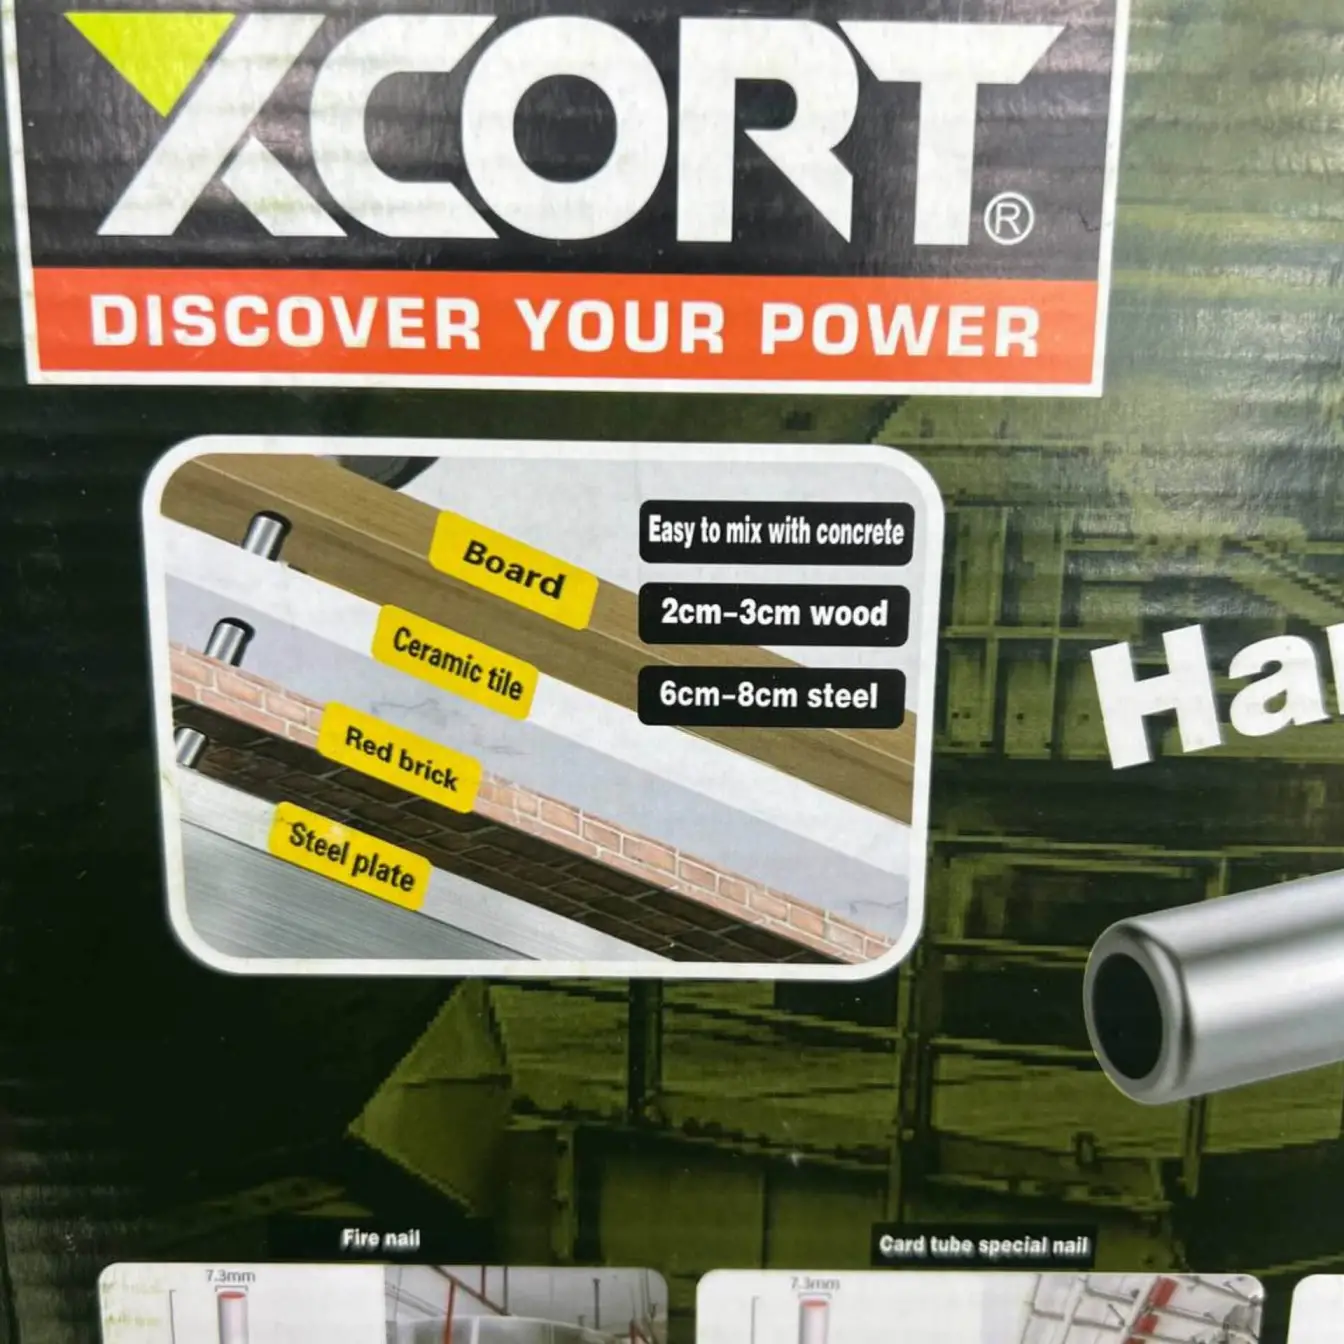 XCORT®
DISCOVER YOUR POWER
Board
Ceramic tile
Red brick
Steel plate
Easy to mix with concrete
2cm-3cm wood
6cm-8cm steel
Ha
Fire nail
Card tube special nail
7.3mm
7.3mm